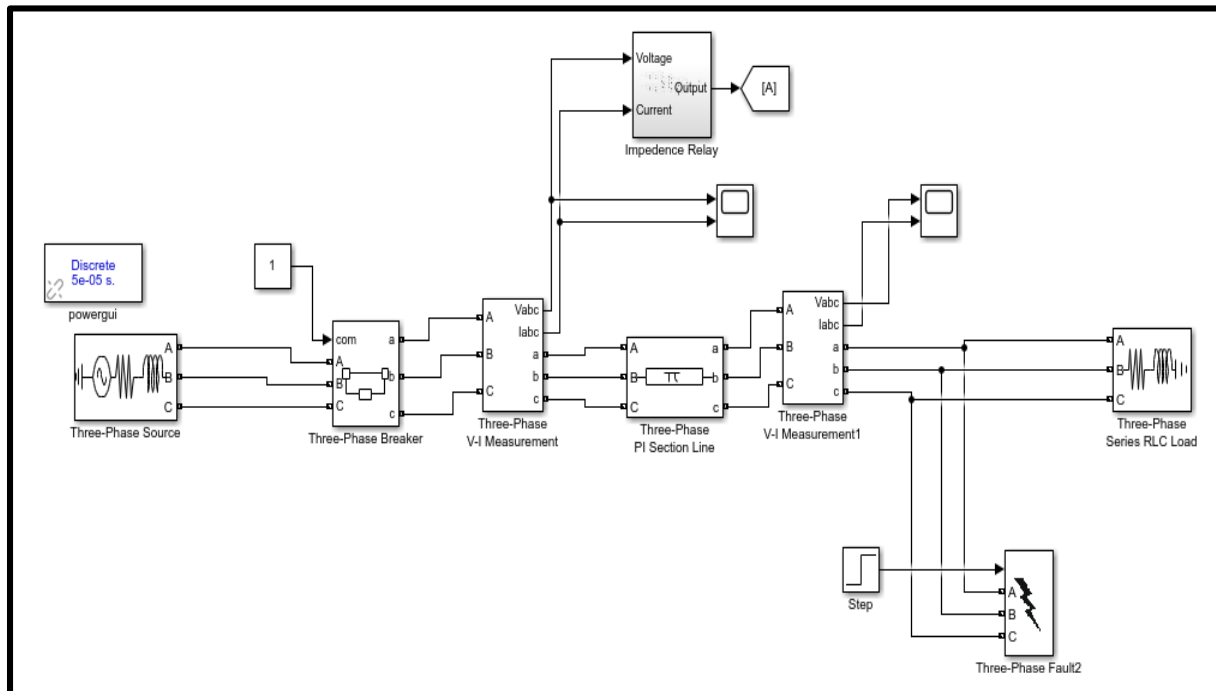 Voltage
Output
Current
[A]
Impedence Relay
Discrete
5e-05 s.
powergui
1
A
B
C
Three-Phase Source
com
A
B
C
a
b
c
Three-Phase Breaker
A
B
C
Vabc
Iabc
a
b
c
Three-Phase
V-I Measurement
A
B
C
a
b
c
Three-Phase
PI Section Line
A
B
C
Vabc
Iabc
a
b
c
Three-Phase
V-I Measurement1
A
B
C
Three-Phase
Series RLC Load
Step
A
B
C
Three-Phase Fault2